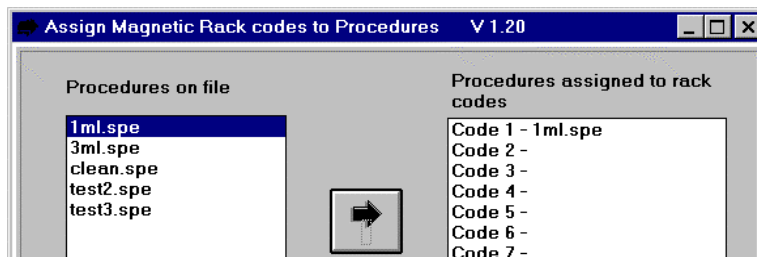 Assign Magnetic Rack codes to Procedures V 1.20
Procedures on file
1ml.spe
3ml.spe
clean.spe
test2.spe
test3.spe
Procedures assigned to rack
codes
Code 1 - 1ml.spe
Code 2 -
Code 3 -
Code 4 -
Code 5 -
Code 6 -
Code 7 -